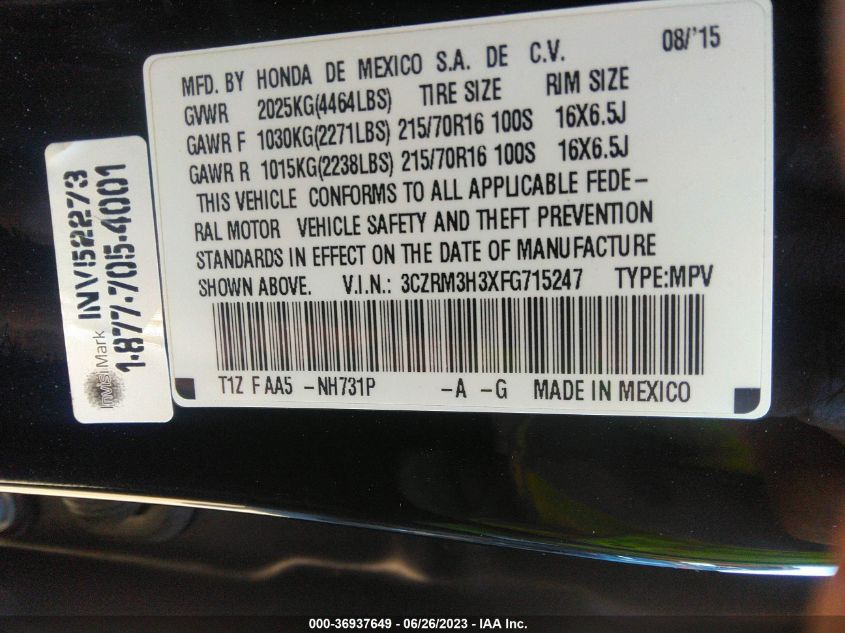 MFD. BY HONDA DE MEXICO S.A. DE C.V. 08/'15
GVWR 2025KG(4464LBS) TIRE SIZE RIM SIZE
GAWR F 1030KG(2271LBS) 215/70R16 100S 16X6.5J
GAWR R 1015KG(2238LBS) 215/70R16 100S 16X6.5J
THIS VEHICLE CONFORMS TO ALL APPLICABLE FEDE–
RAL MOTOR VEHICLE SAFETY AND THEFT PREVENTION
STANDARDS IN EFFECT ON THE DATE OF MANUFACTURE
SHOWN ABOVE. V.I.N.: 3CZRM3H3XFG715247 TYPE:MPV
T1Z F AA5 –NH731P –A –G MADE IN MEXICO
InvisiMark
INV52273
1-877-705-4001
000-36937649 - 06/26/2023 - IAA Inc.